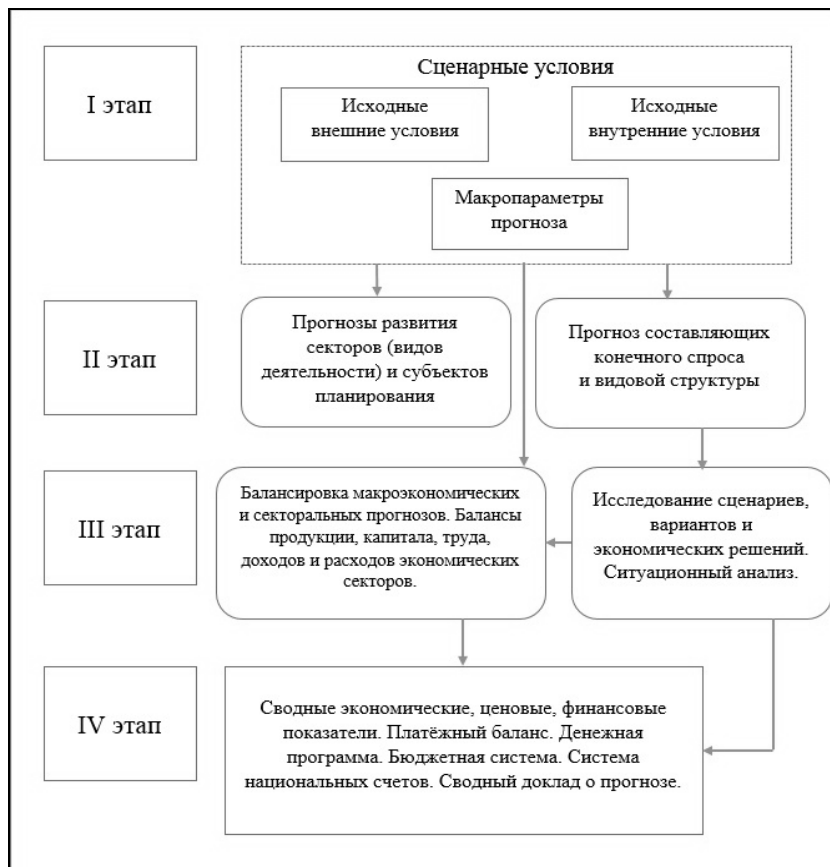 I этап
Сценарные условия
Исходные
внешние условия
Исходные
внутренние условия
Макропараметры
прогноза
II этап
Прогнозы развития
секторов (видов
деятельности) и субъектов
планирования
Прогноз составляющих
конечного спроса
и видовой структуры
III этап
Балансировка макроэкономических
и секторальных прогнозов. Балансы
продукции, капитала, труда,
доходов и расходов экономических
секторов.
Исследование сценариев,
вариантов и
экономических решений.
Ситуационный анализ.
IV этап
Сводные экономические, ценовые, финансовые
показатели. Платёжный баланс. Денежная
программа. Бюджетная система. Система
национальных счетов. Сводный доклад о прогнозе.